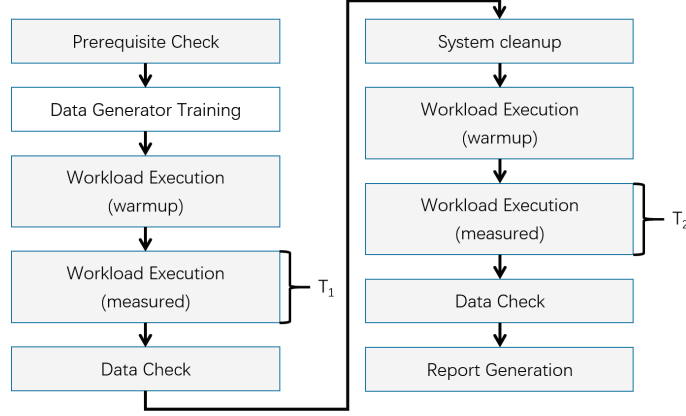 Prerequisite Check
Data Generator Training
Workload Execution
(warmup)
Workload Execution
(measured)
T1
Data Check
System cleanup
Workload Execution
(warmup)
Workload Execution
(measured)
T2
Data Check
Report Generation